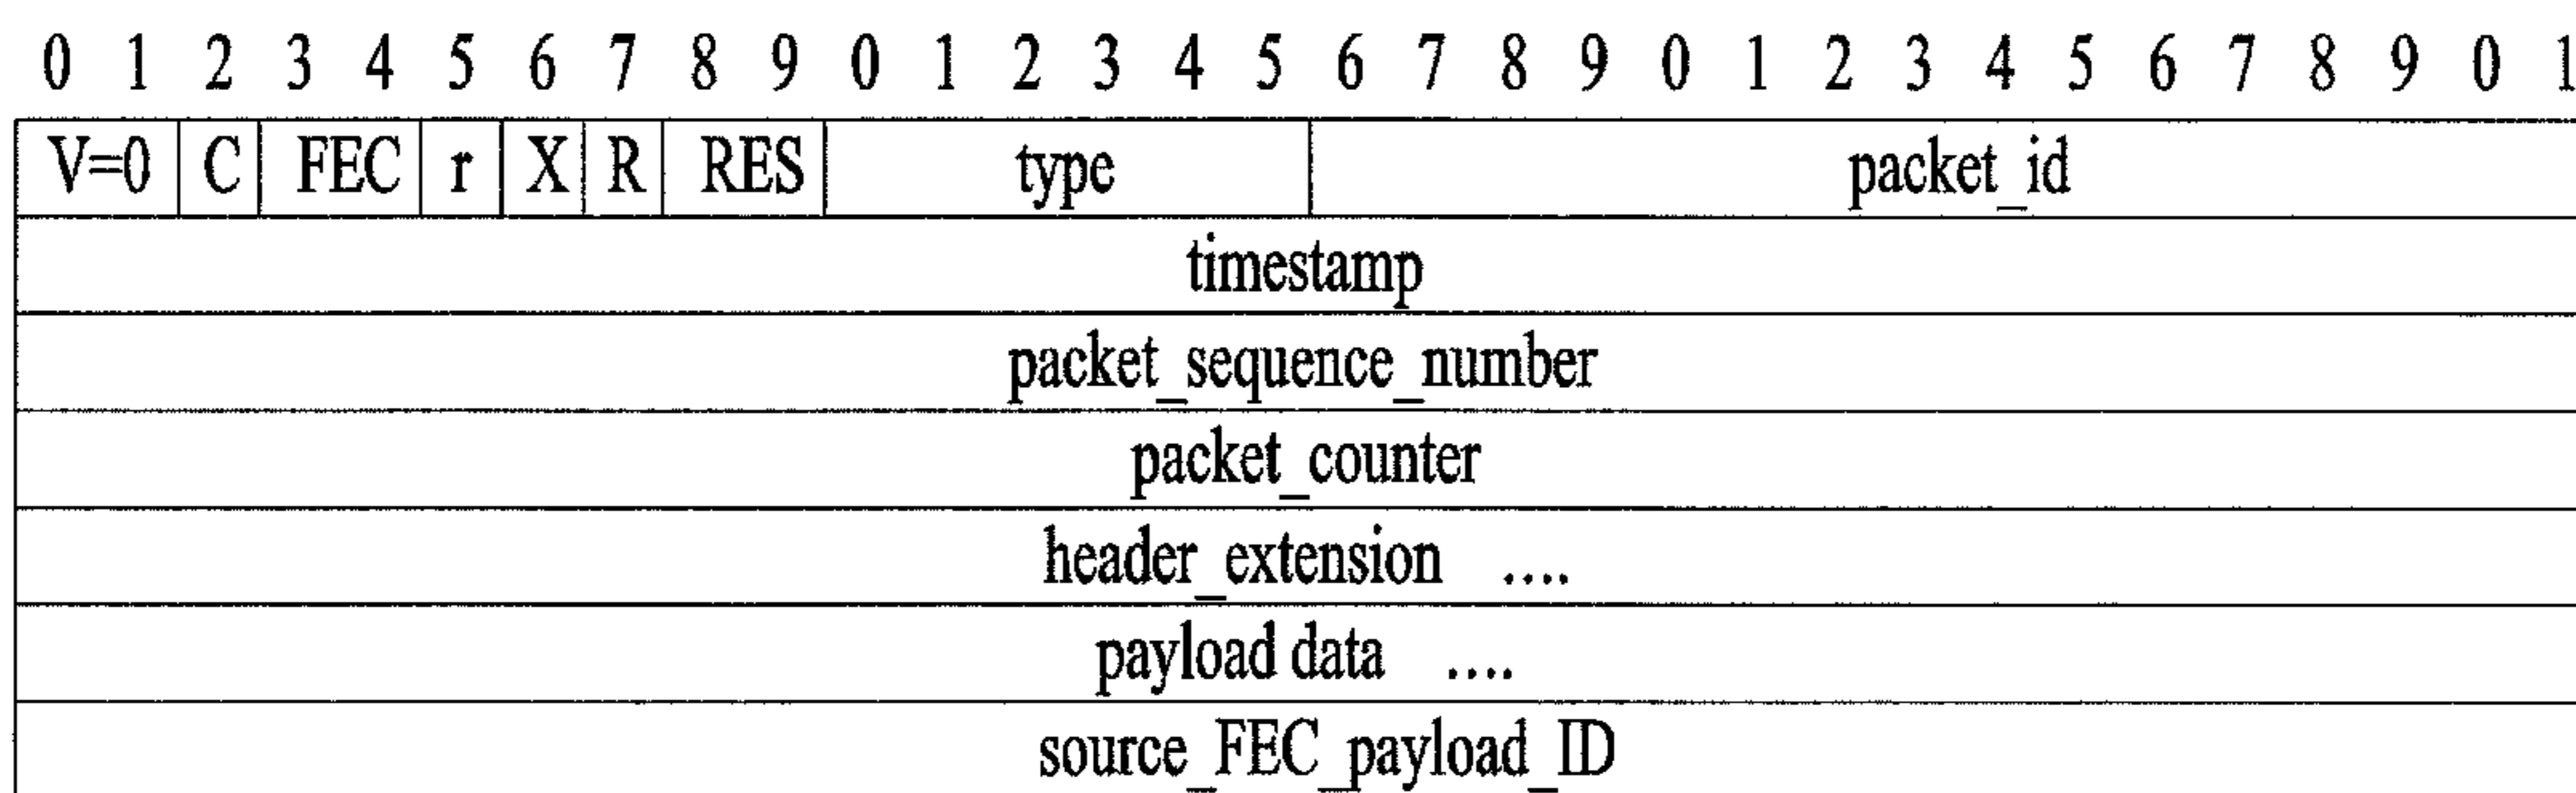 0 1 2 3 4 5 6 7 8 9 0 1 2 3 4 5 6 7 8 9 0 1 2 3 4 5 6 7 8 9 0 1
V=0 C FEC r X R RES type packet_id
timestamp
packet_sequence_number
packet_counter
header_extension ....
payload data ....
source_FEC_payload_ID